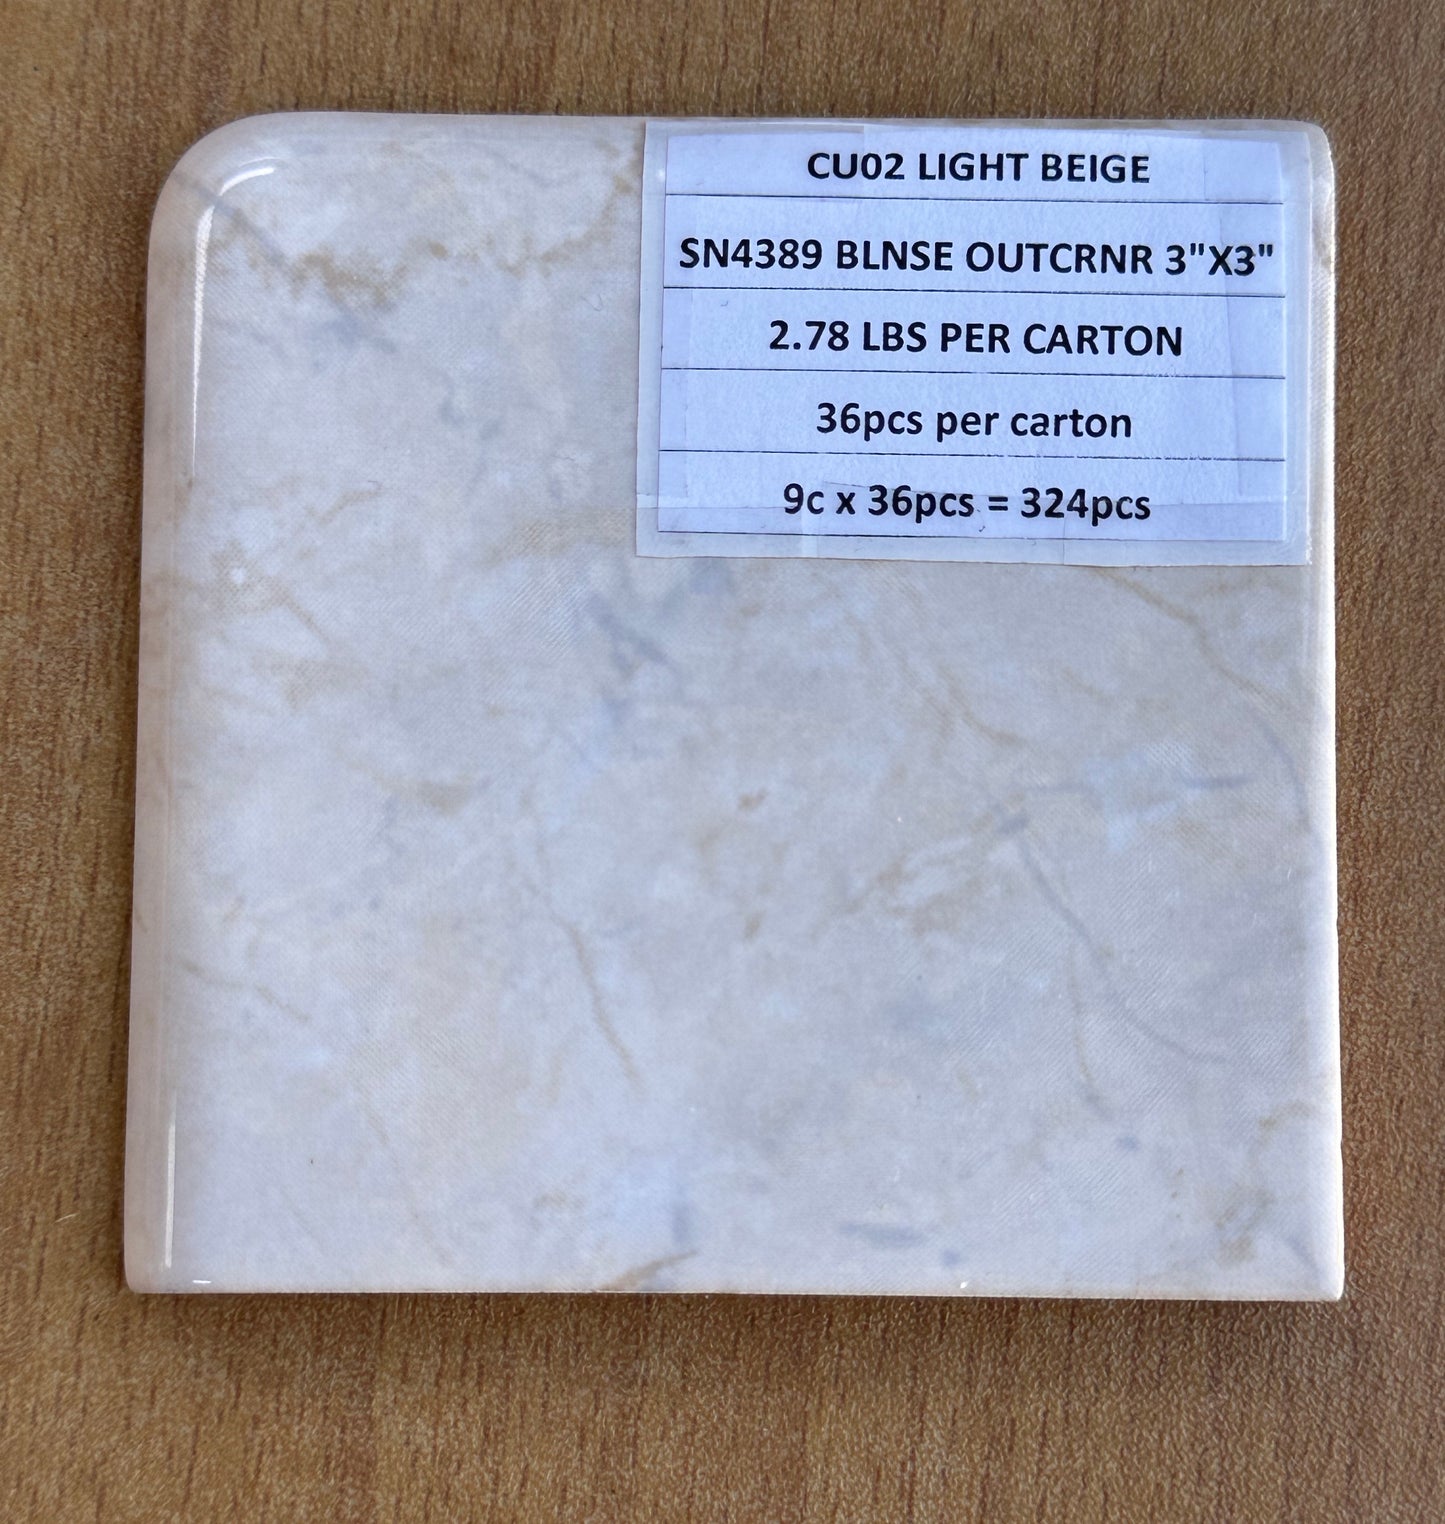 CU02 LIGHT BEIGE
SN4389 BLNSE OUTCRNR 3"X3"
2.78 LBS PER CARTON
36pcs per carton
9c x 36pcs = 324pcs